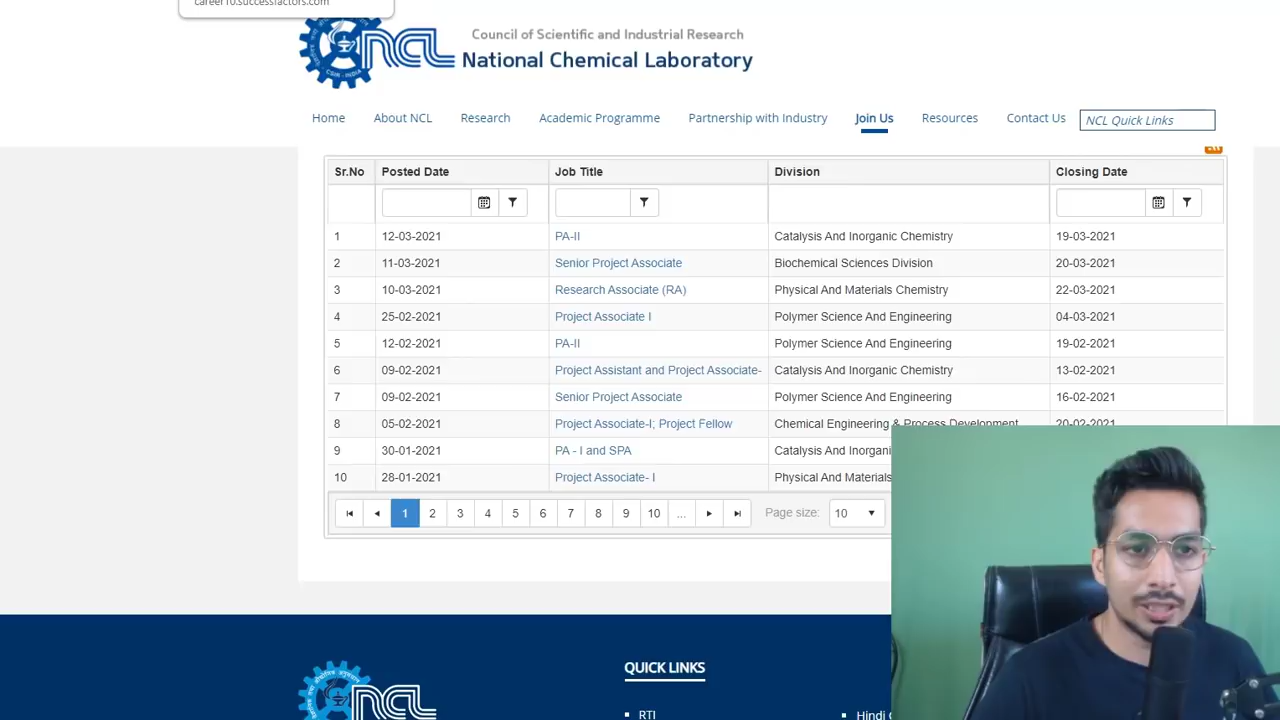 career10.successfactors.com
NCL
Council of Scientific and Industrial Research
National Chemical Laboratory
Home About NCL Research Academic Programme Partnership with Industry Join Us Resources Contact Us NCL Quick Links
Sr.No Posted Date Job Title Division Closing Date
1 12-03-2021 PA-II Catalysis And Inorganic Chemistry 19-03-2021
2 11-03-2021 Senior Project Associate Biochemical Sciences Division 20-03-2021
3 10-03-2021 Research Associate (RA) Physical And Materials Chemistry 22-03-2021
4 25-02-2021 Project Associate I Polymer Science And Engineering 04-03-2021
5 12-02-2021 PA-II Polymer Science And Engineering 19-02-2021
6 09-02-2021 Project Assistant and Project Associate- Catalysis And Inorganic Chemistry 13-02-2021
7 09-02-2021 Senior Project Associate Polymer Science And Engineering 16-02-2021
8 05-02-2021 Project Associate-I; Project Fellow Chemical Engineering & Process Development 20-02-2021
9 30-01-2021 PA - I and SPA Catalysis And Inorgani
10 28-01-2021 Project Associate- I Physical And Materials
1 2 3 4 5 6 7 8 9 10 ... Page size: 10
NCL
QUICK LINKS
RTI
Hindi